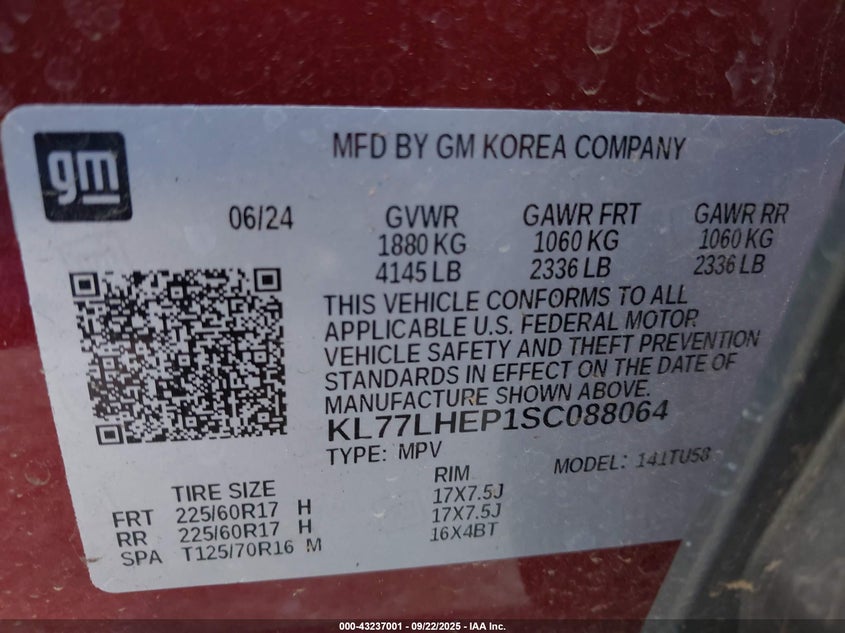 gm
MFD BY GM KOREA COMPANY
06/24 GVWR GAWR FRT GAWR RR
1880 KG 1060 KG 1060 KG
4145 LB 2336 LB 2336 LB
THIS VEHICLE CONFORMS TO ALL
APPLICABLE U.S. FEDERAL MOTOR
VEHICLE SAFETY AND THEFT PREVENTION
STANDARDS IN EFFECT ON THE DATE OF
MANUFACTURE SHOWN ABOVE.
KL77LHEP1SC088064
TYPE: MPV MODEL: 141TU58
TIRE SIZE RIM
FRT 225/60R17 H 17X7.5J
RR 225/60R17 H 17X7.5J
SPA T125/70R16 M 16X4BT
000-43237001 - 09/22/2025 - IAA Inc.